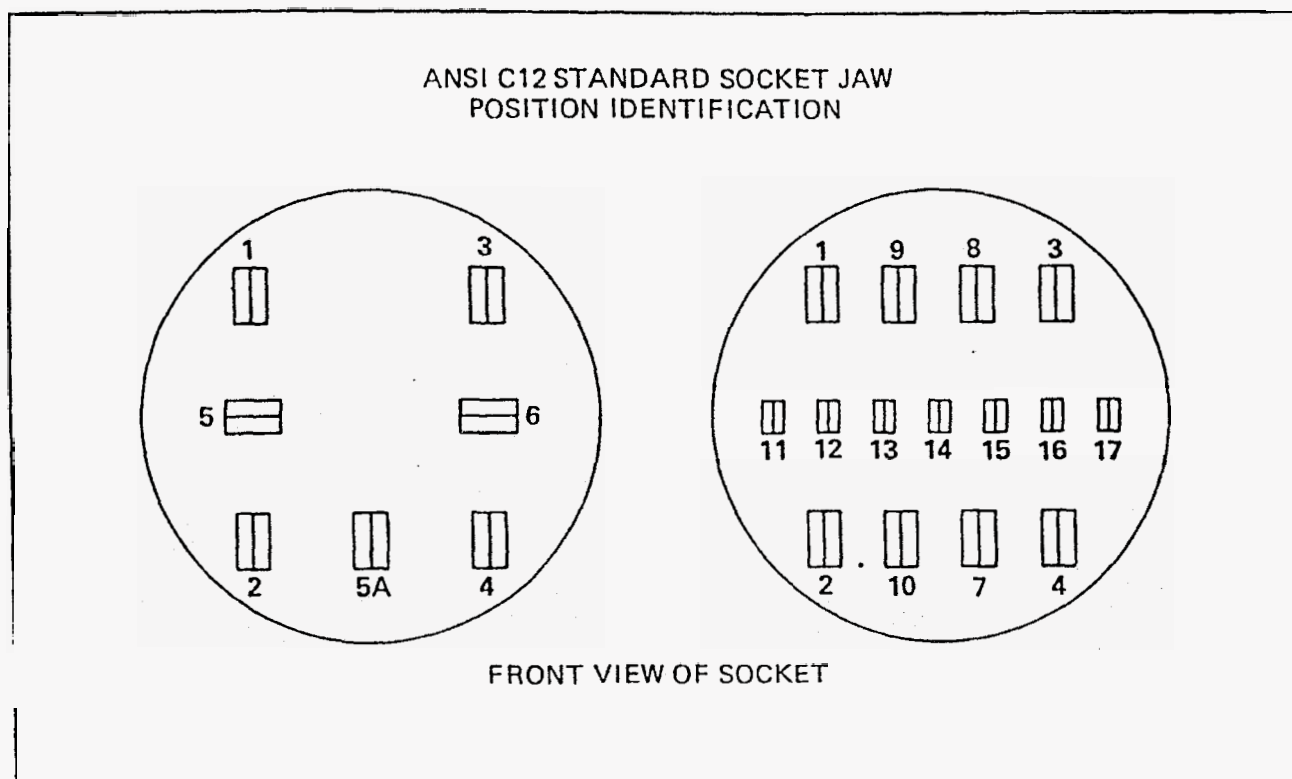 ANSI C12 STANDARD SOCKET JAW
POSITION IDENTIFICATION
1 3
5 6
2 5A 4
1 9 8 3
11 12 13 14 15 16 17
2 10 7 4
FRONT VIEW OF SOCKET